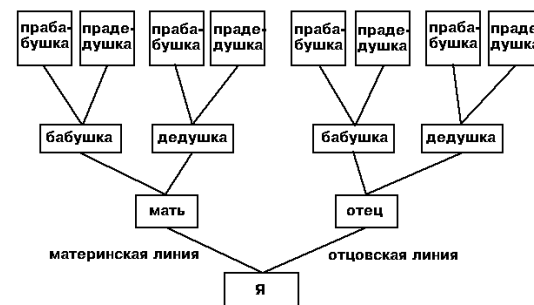 праба-
бушка
праде-
душка
праба-
бушка
праде-
душка
праба-
бушка
праде-
душка
праба-
бушка
праде-
душка
бабушка
дедушка
бабушка
дедушка
мать
отец
материнская линия
отцовская линия
Я